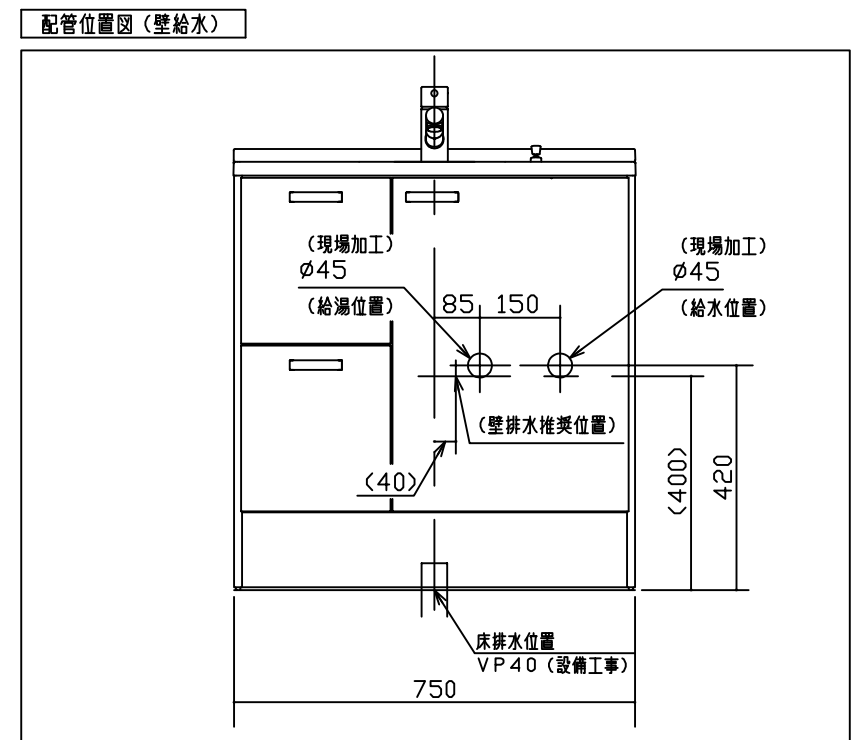 配管位置図（壁給水）
（現場加工）
φ45
（給湯位置）
（現場加工）
φ45
（給水位置）
85
150
（壁排水推奨位置）
(40)
(400)
420
床排水位置
VP40（設備工事）
750